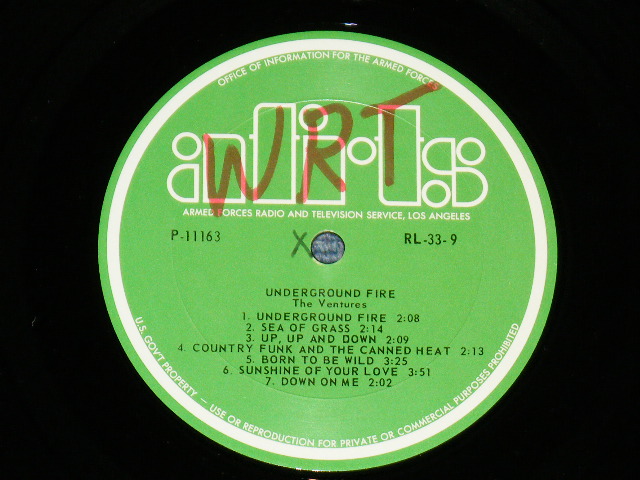 OFFICE OF INFORMATION FOR THE ARMED FORCES
WRT
ARMED FORCES RADIO AND TELEVISION SERVICE, LOS ANGELES
P-11163
X
RL-33-9
UNDERGROUND FIRE
The Ventures
1. UNDERGROUND FIRE 2:08
2. SEA OF GRASS 2:14
3. UP, UP AND DOWN 2:09
4. COUNTRY FUNK AND THE CANNED HEAT 2:13
5. BORN TO BE WILD 3:25
6. SUNSHINE OF YOUR LOVE 3:51
7. DOWN ON ME 2:02
U.S. GOV'T PROPERTY — USE OR REPRODUCTION FOR PRIVATE OR COMMERCIAL PURPOSES PROHIBITED